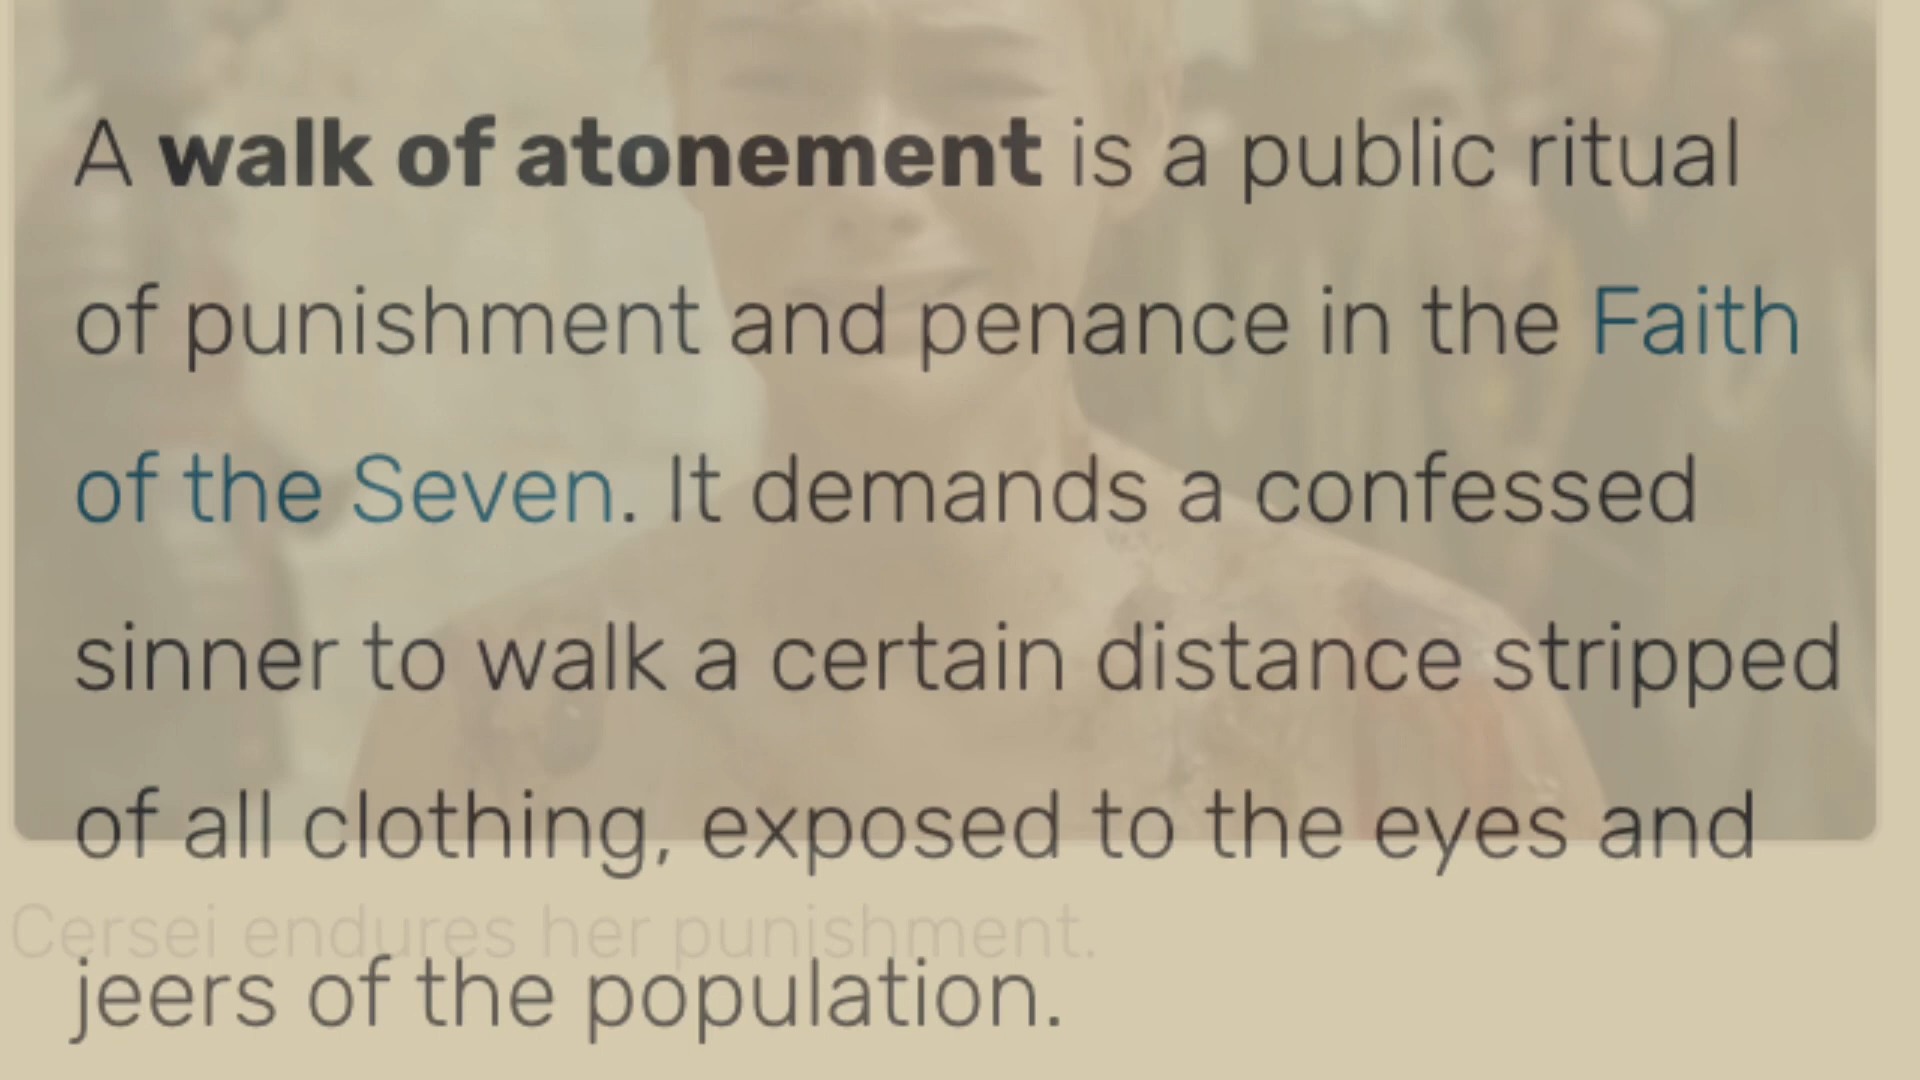 A walk of atonement is a public ritual
of punishment and penance in the Faith
of the Seven. It demands a confessed
sinner to walk a certain distance stripped
of all clothing, exposed to the eyes and
Cersei endures her punishment.
jeers of the population.